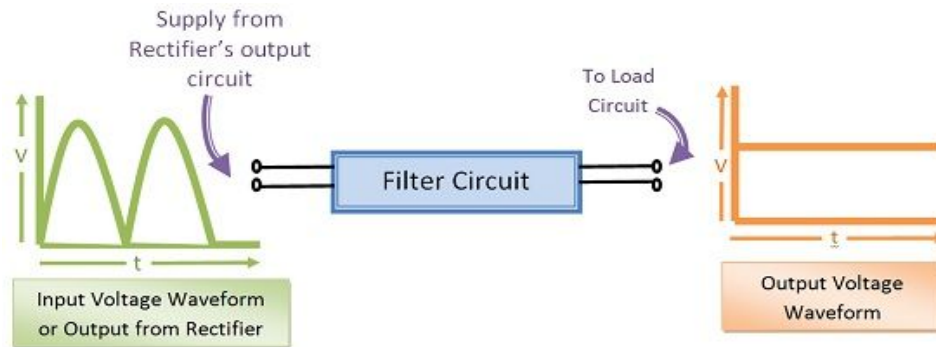 Supply from
Rectifier's output
circuit
To Load
Circuit
V
t
Filter Circuit
V
t
Input Voltage Waveform
or Output from Rectifier
Output Voltage
Waveform